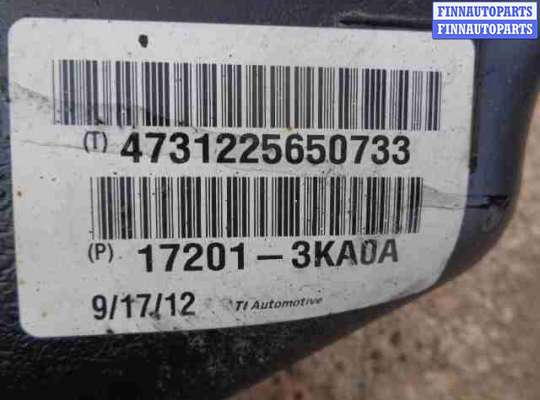 FINNAUTOPARTS
FINNAUTOPARTS
(T) 4731225650733
(P) 17201-3KA0A
9/17/12 TI Automotive